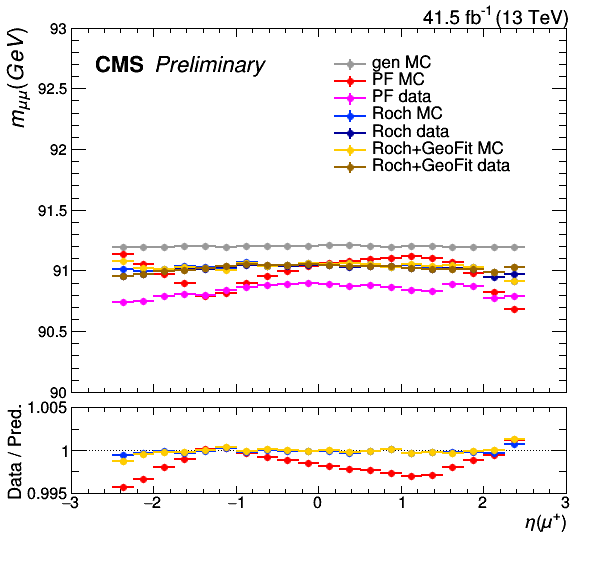 41.5 fb⁻¹ (13 TeV)
CMS Preliminary
gen MC
PF MC
PF data
Roch MC
Roch data
Roch+GeoFit MC
Roch+GeoFit data
m_μμ (GeV)
93
92.5
92
91.5
91
90.5
90
Data / Pred.
1.005
1
0.995
−3 −2 −1 0 1 2 3
η(μ⁺)